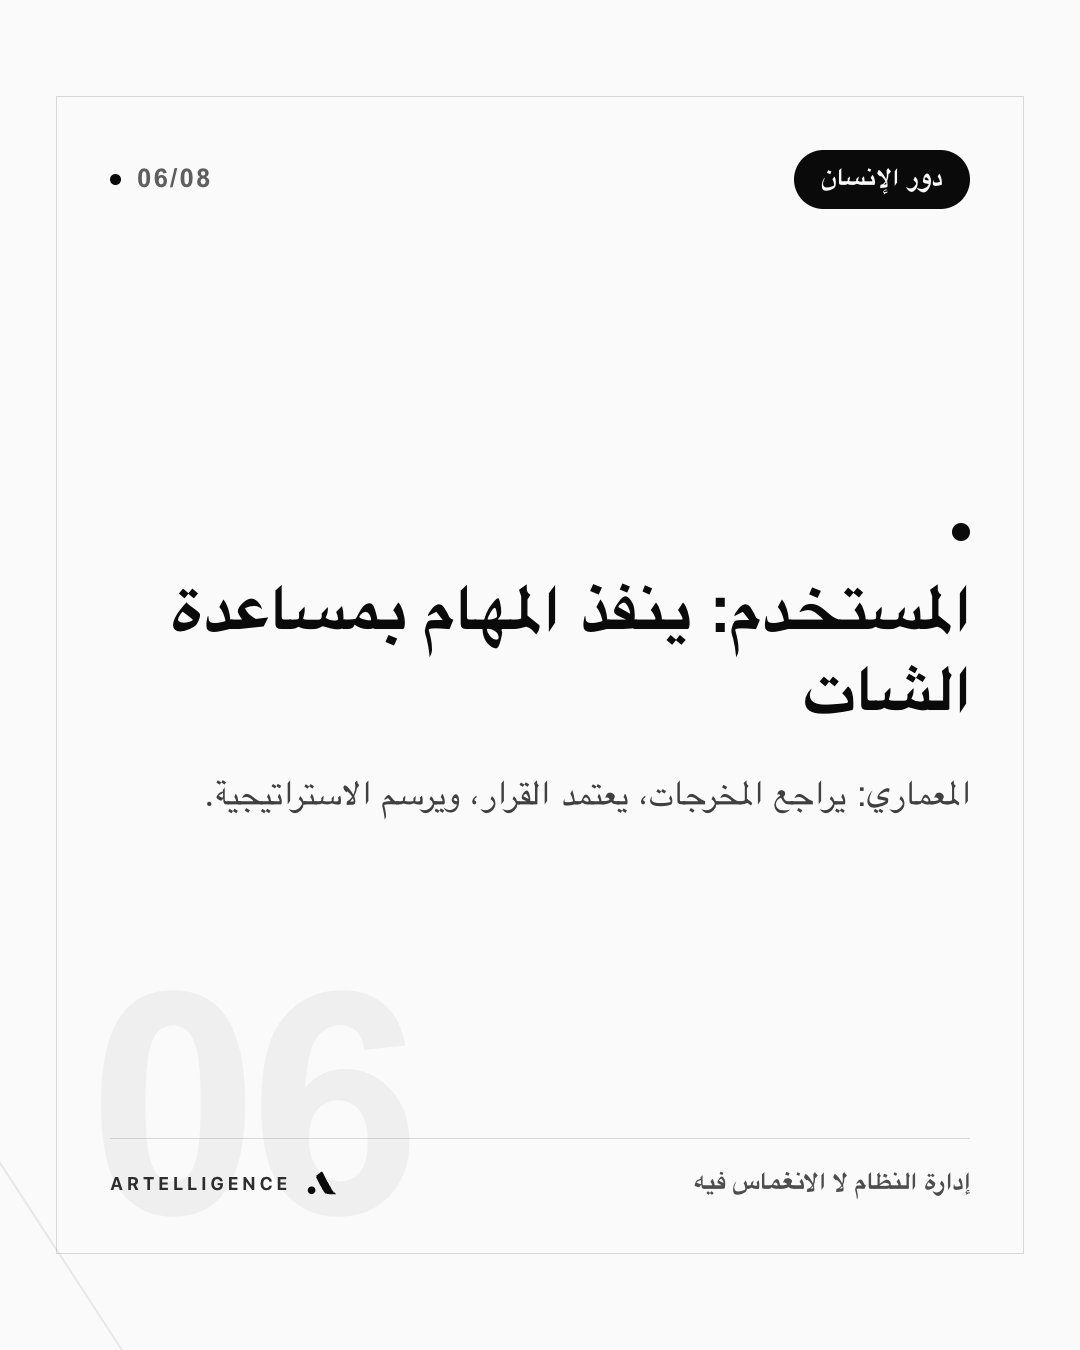 دور الإنسان
06/08
المستخدم: ينفذ المهام بمساعدة
الشات
المعماري: يراجع المخرجات، يعتمد القرار، ويرسم الاستراتيجية.
06
إدارة النظام لا الانغماس فيه
ARTELLIGENCE